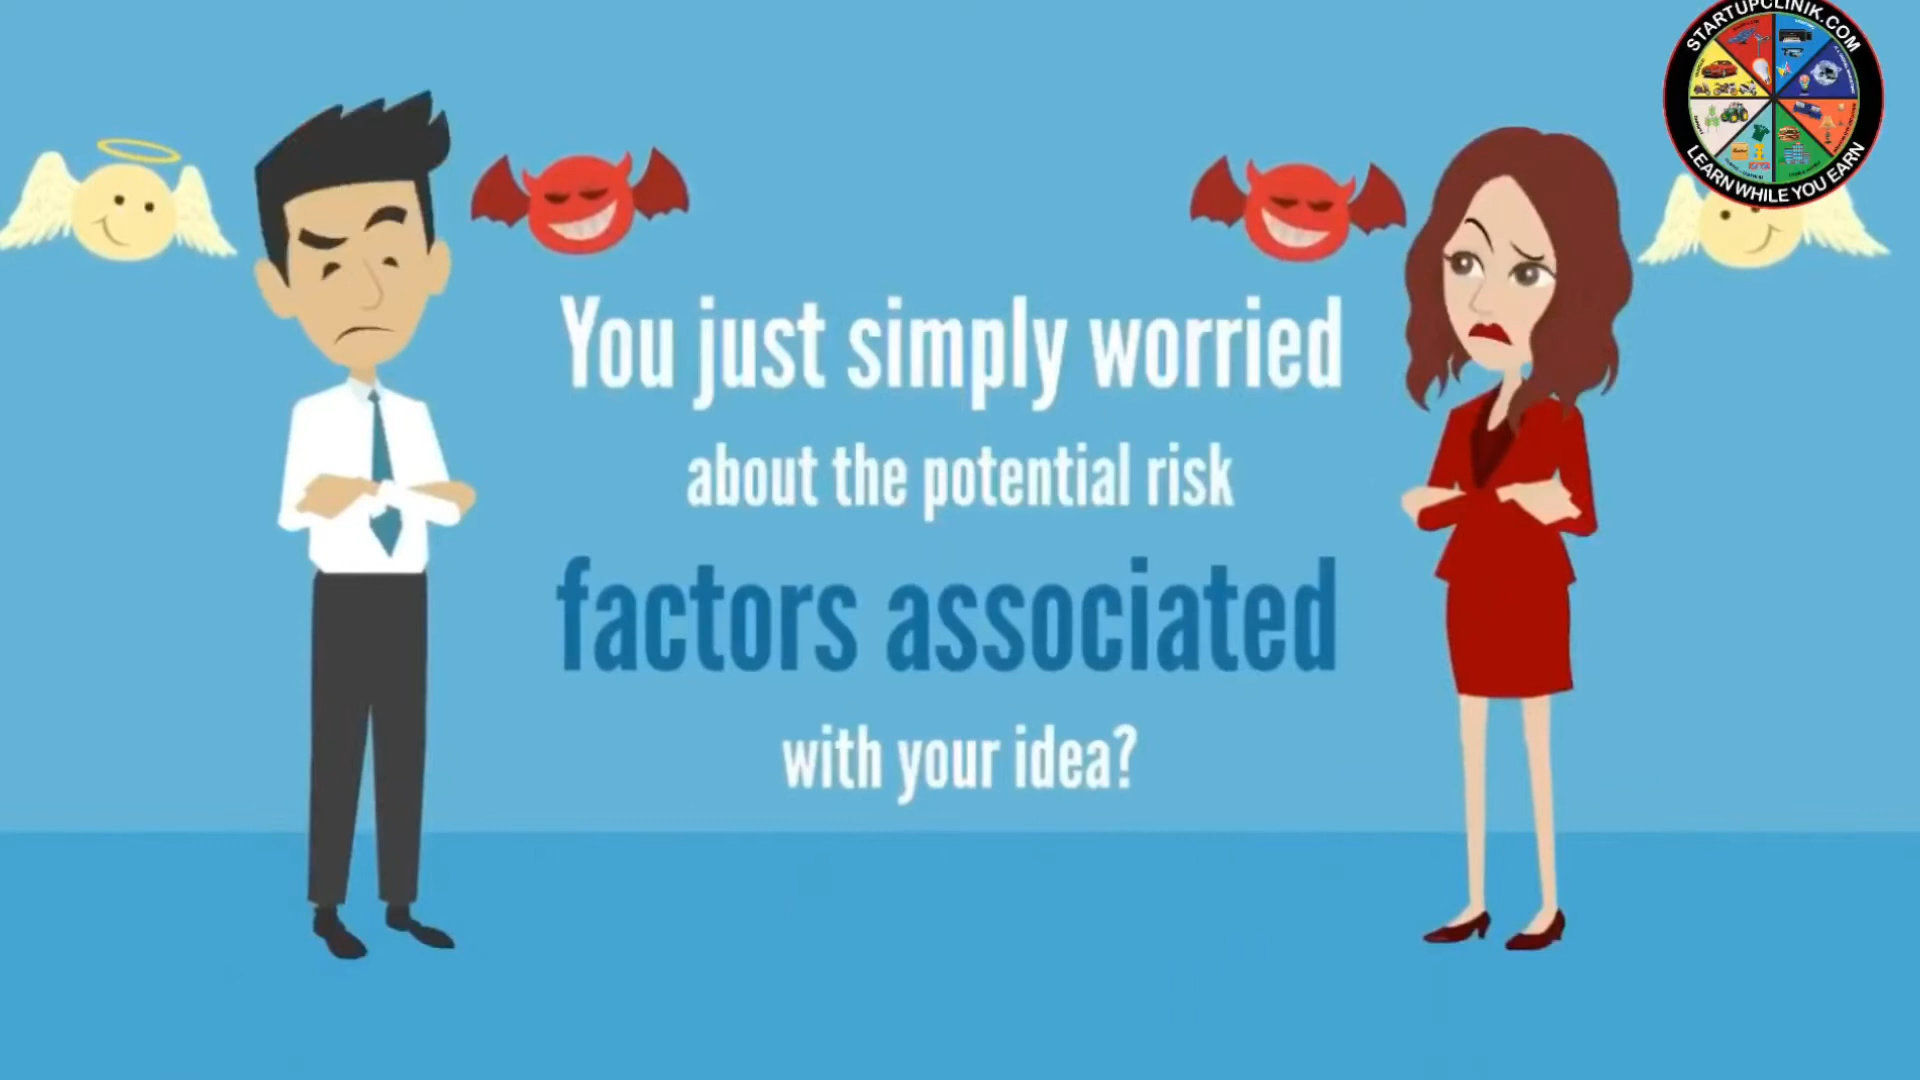 STARTUPCLINIK.COM
LEARN WHILE YOU EARN
You just simply worried
about the potential risk
factors associated
with your idea?